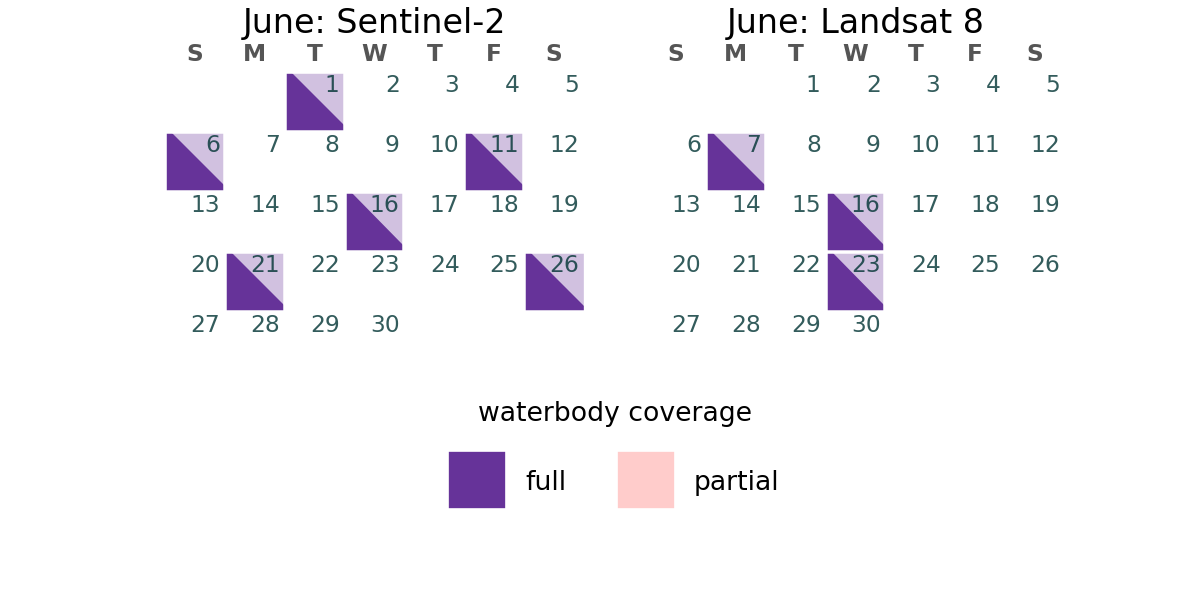 June: Sentinel-2
S M T W T F S
1 2 3 4 5
6 7 8 9 10 11 12
13 14 15 16 17 18 19
20 21 22 23 24 25 26
27 28 29 30
June: Landsat 8
S M T W T F S
1 2 3 4 5
6 7 8 9 10 11 12
13 14 15 16 17 18 19
20 21 22 23 24 25 26
27 28 29 30
waterbody coverage
full
partial